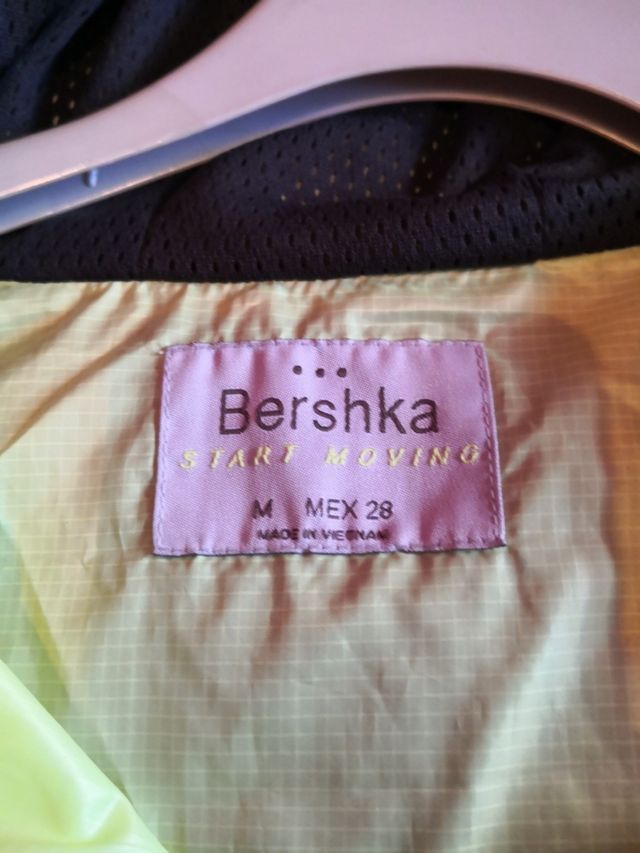 Bershka
START MOVING
M MEX 28
MADE IN VIETNAM